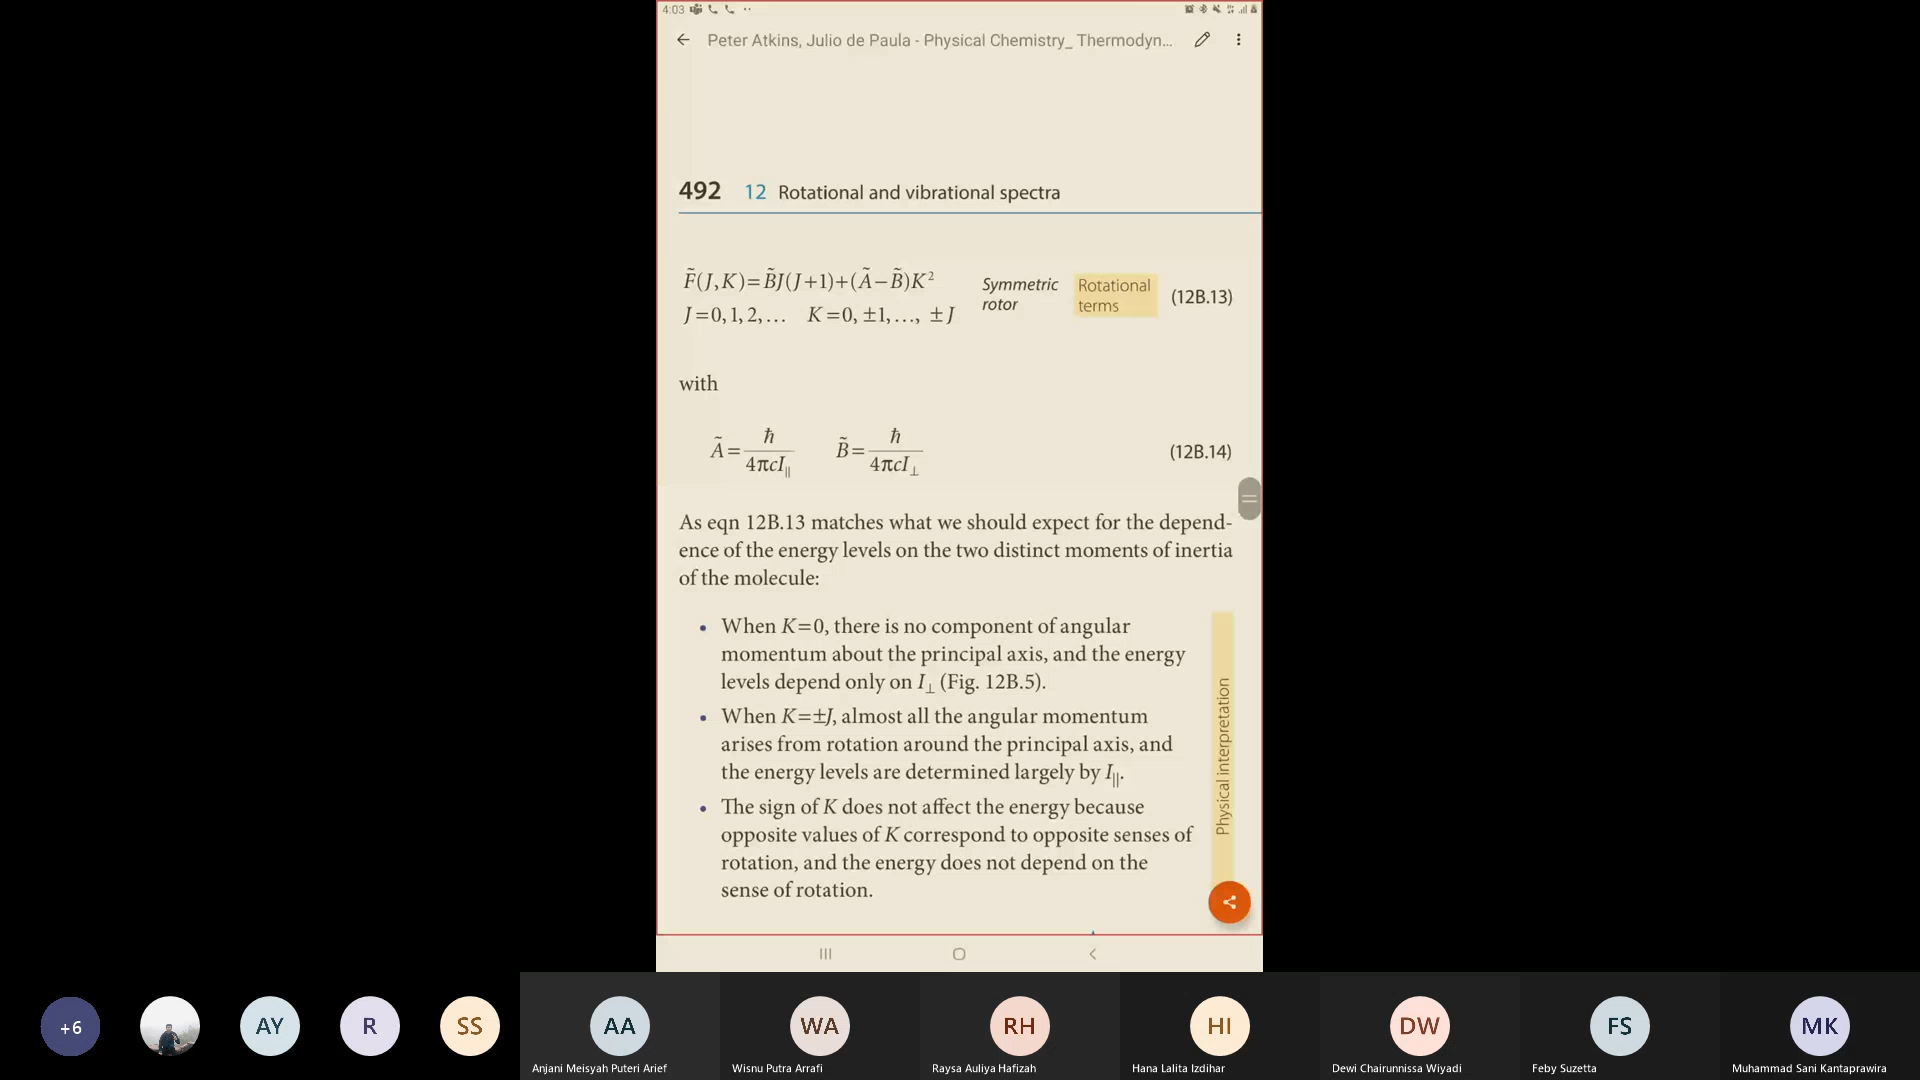 4:03
Peter Atkins, Julio de Paula - Physical Chemistry_ Thermodyn...
492 12 Rotational and vibrational spectra
F̃(J,K)=B̃J(J+1)+(Ã−B̃)K² Symmetric rotor Rotational terms (12B.13)
J=0,1,2,... K=0, ±1,..., ±J
with
Ã=ħ/4πcI∥ B̃=ħ/4πcI⊥ (12B.14)
As eqn 12B.13 matches what we should expect for the depend-
ence of the energy levels on the two distinct moments of inertia
of the molecule:
• When K=0, there is no component of angular
momentum about the principal axis, and the energy
levels depend only on I⊥ (Fig. 12B.5).
• When K=±J, almost all the angular momentum
arises from rotation around the principal axis, and
the energy levels are determined largely by I∥.
• The sign of K does not affect the energy because
opposite values of K correspond to opposite senses of
rotation, and the energy does not depend on the
sense of rotation.
Physical interpretation
+6 AY R SS AA WA RH HI DW FS MK
Anjani Meisyah Puteri Arief Wisnu Putra Arrafi Raysa Auliya Hafizah Hana Lalita Izdihar Dewi Chairunnissa Wiyadi Feby Suzetta Muhammad Sani Kantaprawira